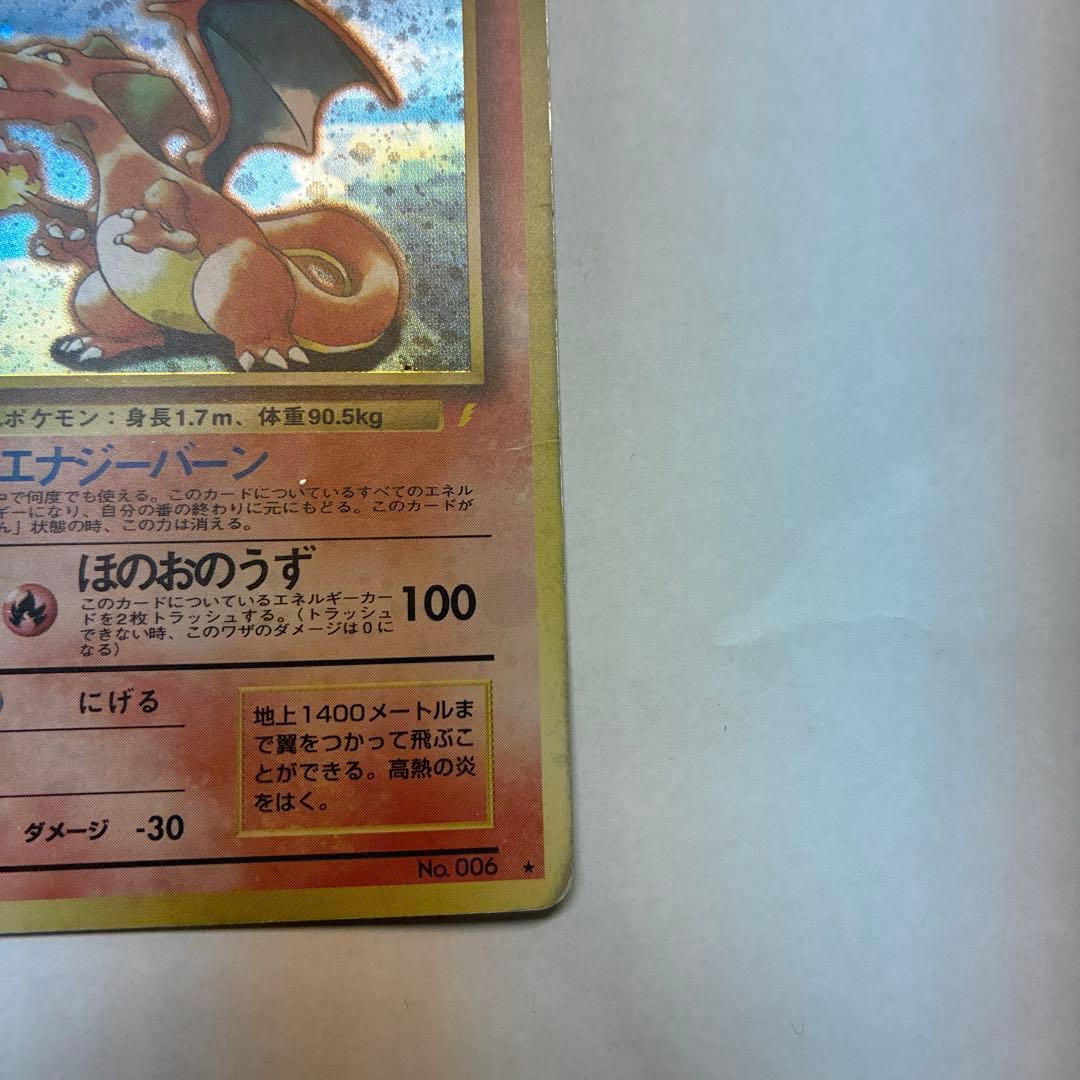 ポケモン：身長1.7m、体重90.5kg
エナジーバーン
で何度でも使える。このカードについているすべてのエネル
ギーになり、自分の番の終わりに元にもどる。このカードが
ん」状態の時、この力は消える。
ほのおのうず
このカードについているエネルギーカー
ドを2枚トラッシュする。（トラッシュ
できない時、このワザのダメージは0に
なる）
100
にげる
地上1400メートルま
で翼をつかって飛ぶこ
とができる。高熱の炎
をはく。
ダメージ -30
No. 006 ★